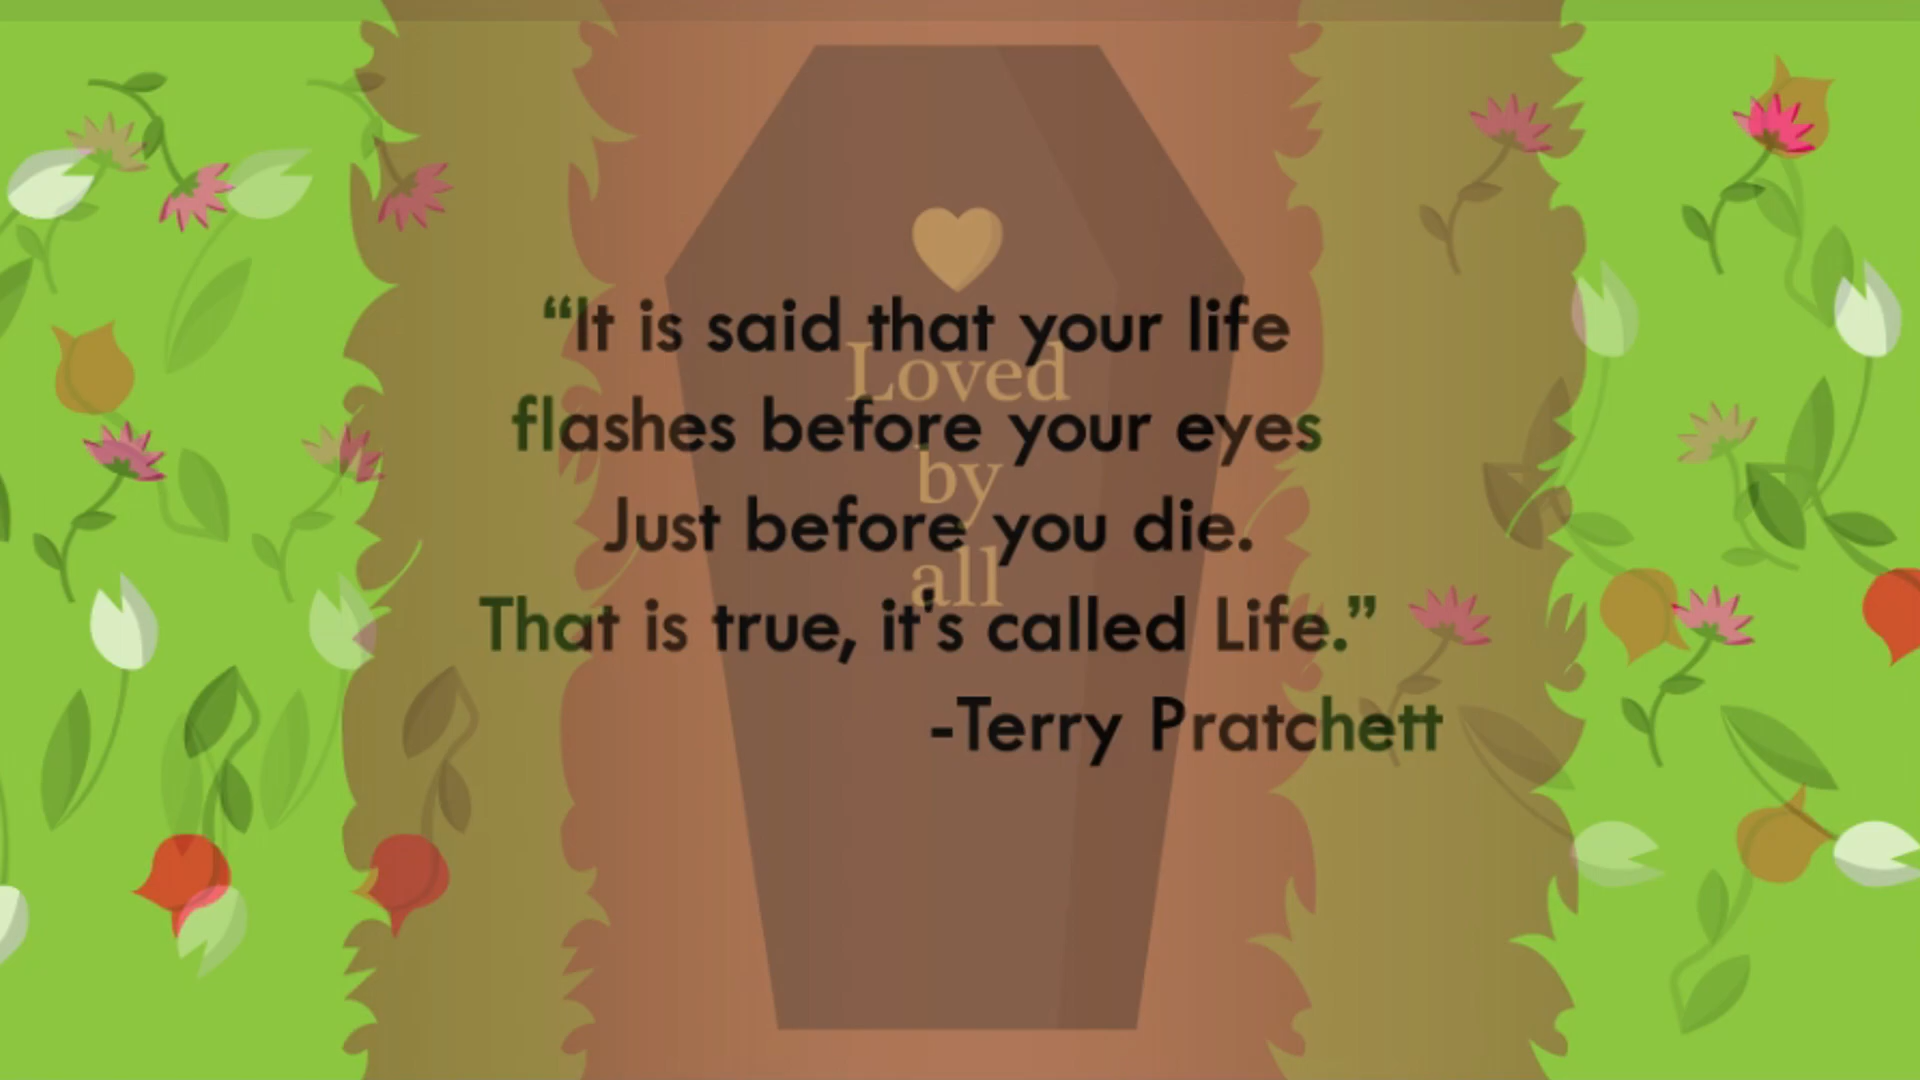 “It is said that your life
Loved
flashes before your eyes
by
Just before you die.
all
That is true, it's called Life.”
-Terry Pratchett